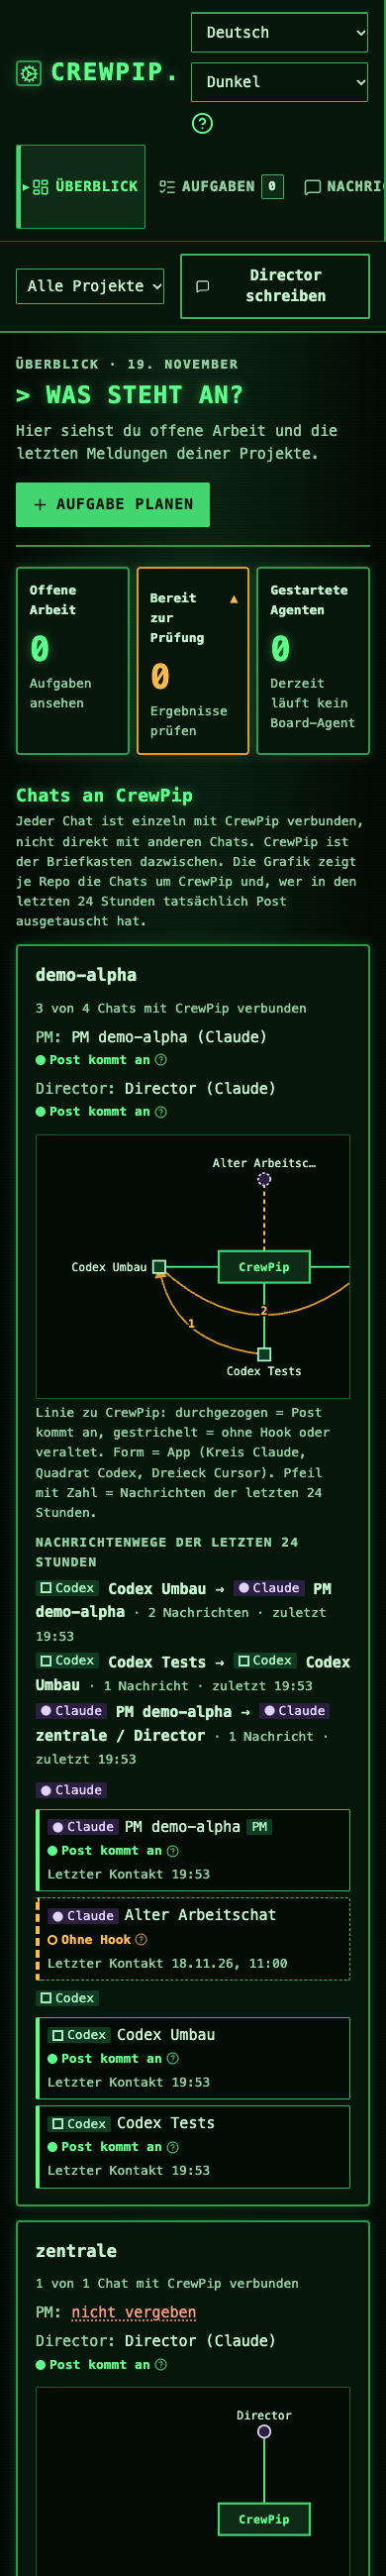 CREWPIP.
Deutsch
Dunkel
ÜBERBLICK
AUFGABEN 0
NACHRI
Alle Projekte
Director
schreiben
ÜBERBLICK · 19. NOVEMBER
> WAS STEHT AN?
Hier siehst du offene Arbeit und die
letzten Meldungen deiner Projekte.
+ AUFGABE PLANEN
Offene
Arbeit
0
Aufgaben
ansehen
Bereit
zur
Prüfung
0
Ergebnisse
prüfen
Gestartete
Agenten
0
Derzeit
läuft kein
Board-Agent
Chats an CrewPip
Jeder Chat ist einzeln mit CrewPip verbunden,
nicht direkt mit anderen Chats. CrewPip ist
der Briefkasten dazwischen. Die Grafik zeigt
je Repo die Chats um CrewPip und, wer in den
letzten 24 Stunden tatsächlich Post
ausgetauscht hat.
demo-alpha
3 von 4 Chats mit CrewPip verbunden
PM: PM demo-alpha (Claude)
Post kommt an ?
Director: Director (Claude)
Post kommt an ?
Alter Arbeitsc…
Codex Umbau
CrewPip
2
1
Codex Tests
Linie zu CrewPip: durchgezogen = Post
kommt an, gestrichelt = ohne Hook oder
veraltet. Form = App (Kreis Claude,
Quadrat Codex, Dreieck Cursor). Pfeil
mit Zahl = Nachrichten der letzten 24
Stunden.
NACHRICHTENWEGE DER LETZTEN 24
STUNDEN
Codex Codex Umbau → Claude PM
demo-alpha · 2 Nachrichten · zuletzt
19:53
Codex Codex Tests → Codex Codex
Umbau · 1 Nachricht · zuletzt 19:53
Claude PM demo-alpha → Claude
zentrale / Director · 1 Nachricht ·
zuletzt 19:53
Claude
Claude PM demo-alpha PM
Post kommt an ?
Letzter Kontakt 19:53
Claude Alter Arbeitschat
Ohne Hook ?
Letzter Kontakt 18.11.26, 11:00
Codex
Codex Codex Umbau
Post kommt an ?
Letzter Kontakt 19:53
Codex Codex Tests
Post kommt an ?
Letzter Kontakt 19:53
zentrale
1 von 1 Chat mit CrewPip verbunden
PM: nicht vergeben
Director: Director (Claude)
Post kommt an ?
Director
CrewPip